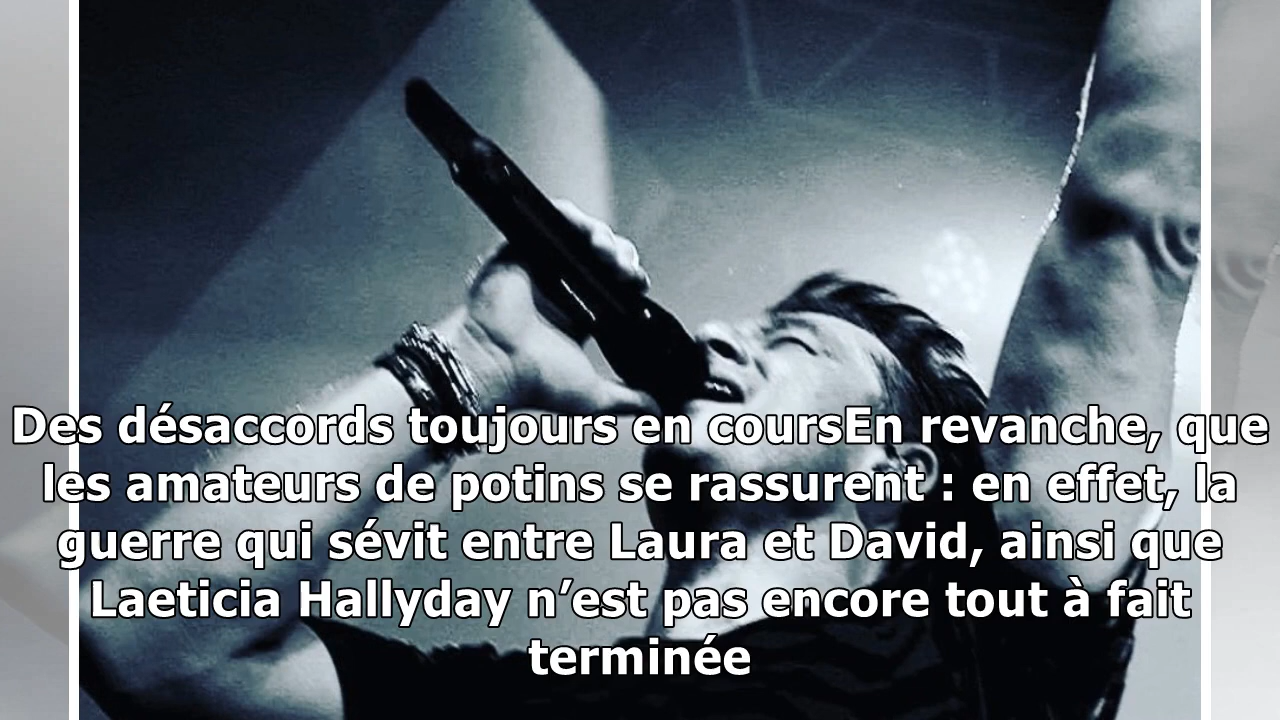 Des désaccords toujours en coursEn revanche, que
les amateurs de potins se rassurent : en effet, la
guerre qui sévit entre Laura et David, ainsi que
Laeticia Hallyday n’est pas encore tout à fait
terminée